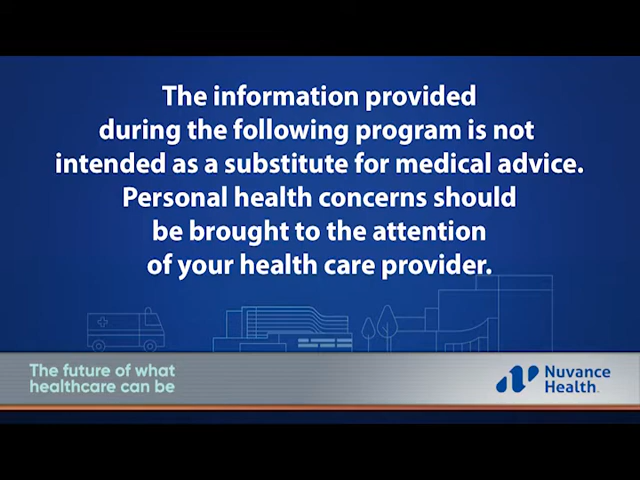 The information provided
during the following program is not
intended as a substitute for medical advice.
Personal health concerns should
be brought to the attention
of your health care provider.
The future of what
healthcare can be
Nuvance
Health